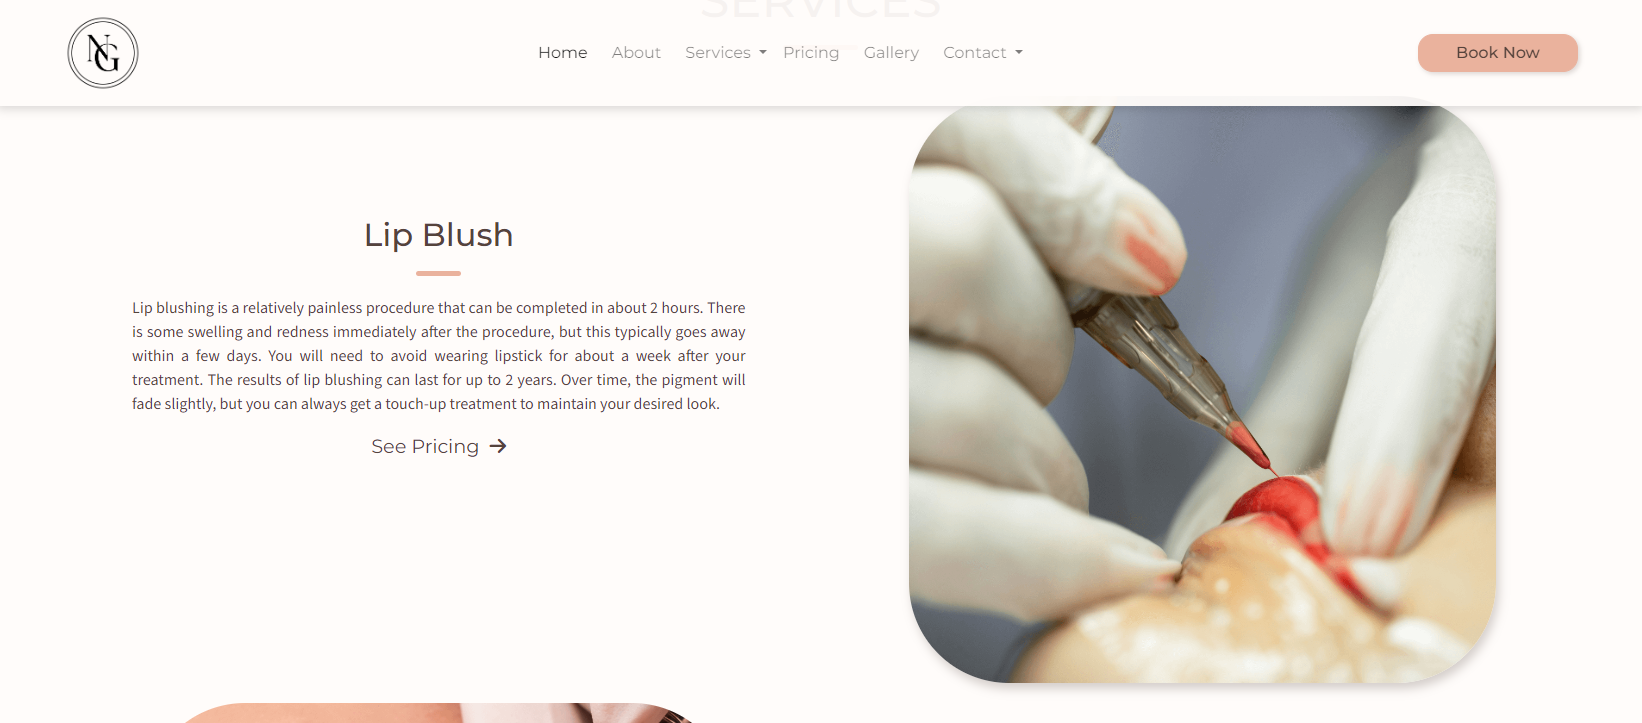 SERVICES
NG
Home About Services Pricing Gallery Contact
Book Now
Lip Blush
Lip blushing is a relatively painless procedure that can be completed in about 2 hours. There
is some swelling and redness immediately after the procedure, but this typically goes away
within a few days. You will need to avoid wearing lipstick for about a week after your
treatment. The results of lip blushing can last for up to 2 years. Over time, the pigment will
fade slightly, but you can always get a touch-up treatment to maintain your desired look.
See Pricing